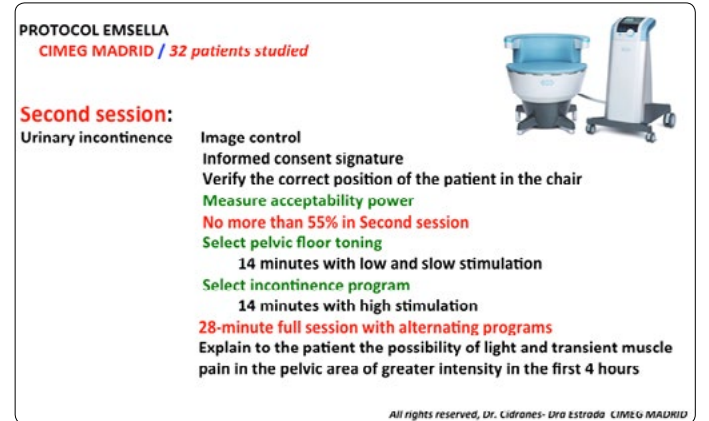 PROTOCOL EMSELLA
CIMEG MADRID / 32 patients studied
Second session:
Urinary incontinence Image control
Informed consent signature
Verify the correct position of the patient in the chair
Measure acceptability power
No more than 55% in Second session
Select pelvic floor toning
14 minutes with low and slow stimulation
Select incontinence program
14 minutes with high stimulation
28-minute full session with alternating programs
Explain to the patient the possibility of light and transient muscle
pain in the pelvic area of greater intensity in the first 4 hours
All rights reserved, Dr. Cidranes- Dra Estrada CIMEG MADRID